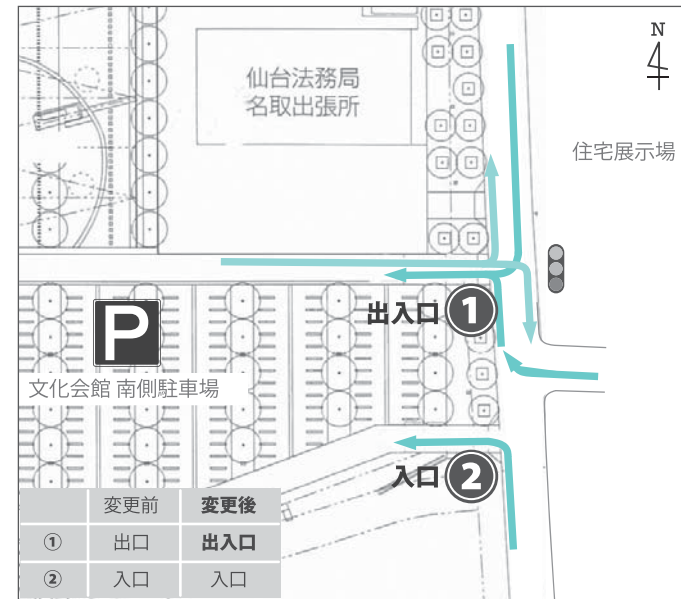 N
仙台法務局
名取出張所
住宅展示場
出入口 1
P
文化会館 南側駐車場
入口 2
変更前 変更後
① 出口 出入口
② 入口 入口